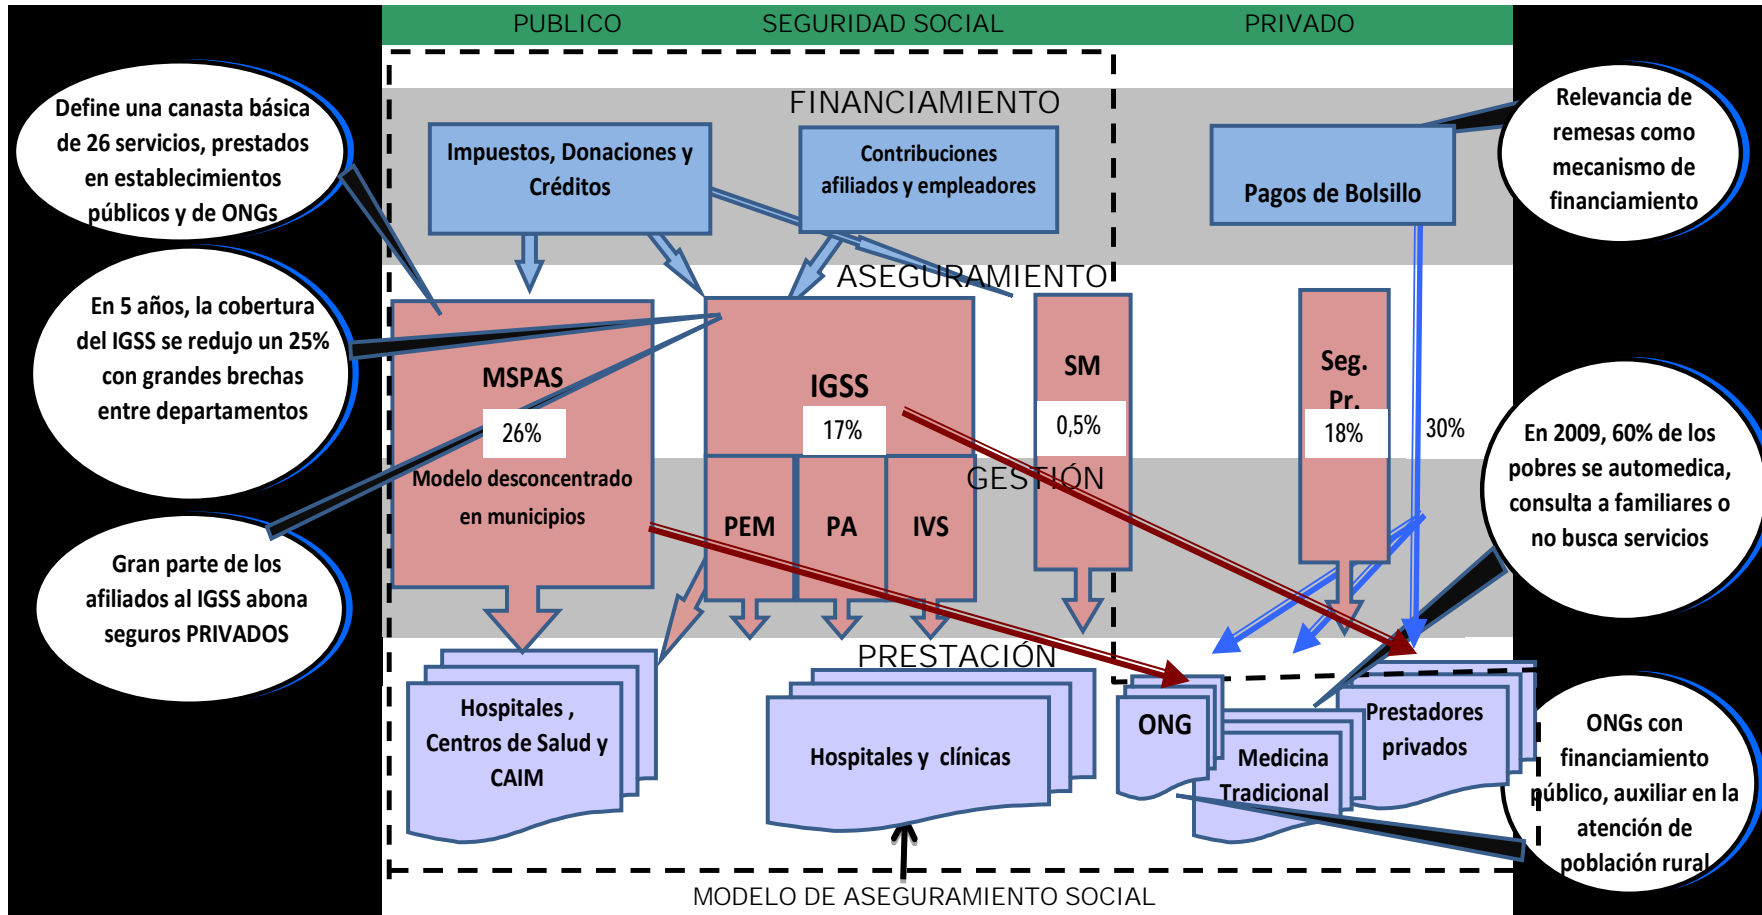 PUBLICO
SEGURIDAD SOCIAL
PRIVADO
FINANCIAMIENTO
Impuestos, Donaciones y
Créditos
Contribuciones
afiliados y empleadores
Pagos de Bolsillo
Define una canasta básica
de 26 servicios, prestados
en establecimientos
públicos y de ONGs
Relevancia de
remesas como
mecanismo de
financiamiento
ASEGURAMIENTO
En 5 años, la cobertura
del IGSS se redujo un 25%
con grandes brechas
entre departamentos
MSPAS
26%
Modelo desconcentrado
en municipios
IGSS
17%
SM
0,5%
Seg.
Pr.
18%
30%
En 2009, 60% de los
pobres se automedica,
consulta a familiares o
no busca servicios
GESTIÓN
PEM
PA
IVS
Gran parte de los
afiliados al IGSS abona
seguros PRIVADOS
PRESTACIÓN
Hospitales ,
Centros de Salud y
CAIM
Hospitales y clínicas
ONG
Medicina
Tradicional
Prestadores
privados
ONGs con
financiamiento
público, auxiliar en la
atención de
población rural
MODELO DE ASEGURAMIENTO SOCIAL